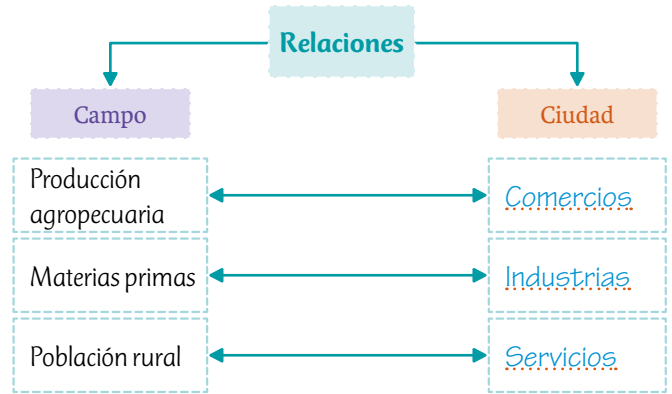 Relaciones
Campo
Ciudad
Producción
agropecuaria
Comercios
Materias primas
Industrias
Población rural
Servicios